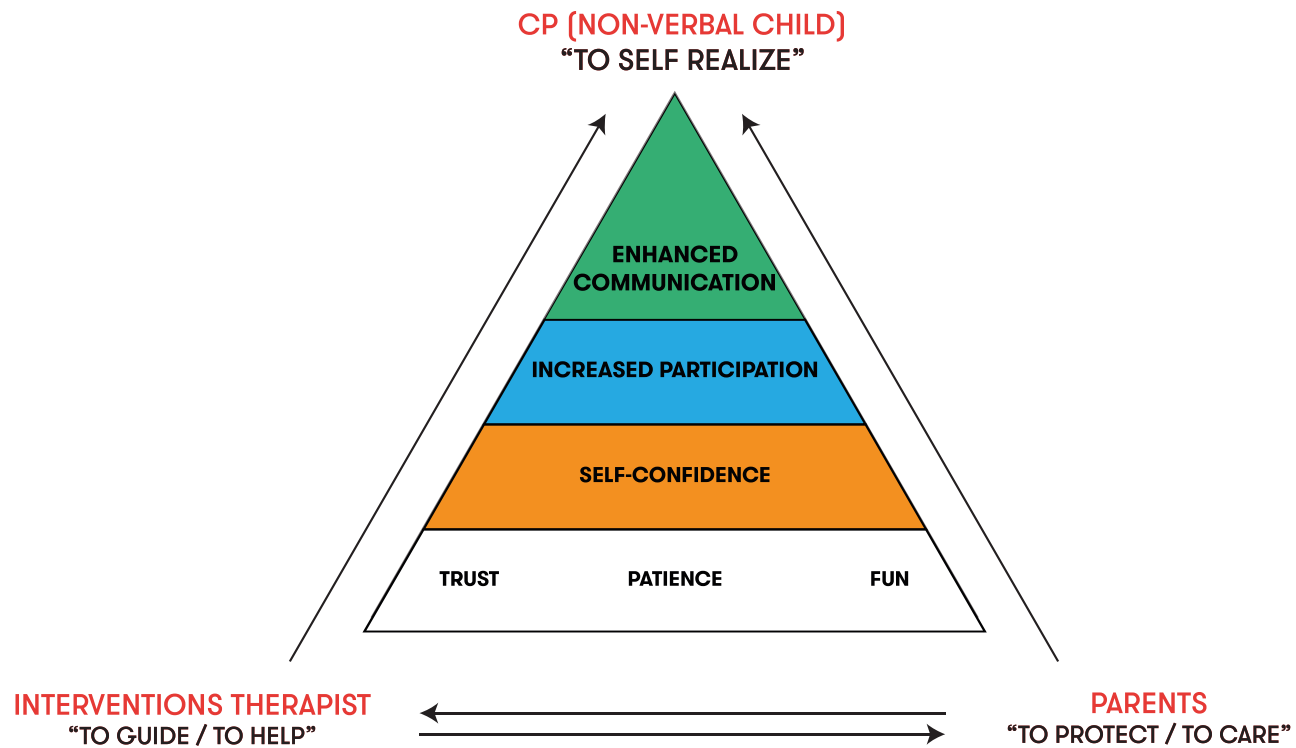 CP (NON-VERBAL CHILD)
“TO SELF REALIZE”
ENHANCED
COMMUNICATION
INCREASED PARTICIPATION
SELF-CONFIDENCE
TRUST PATIENCE FUN
INTERVENTIONS THERAPIST
“TO GUIDE / TO HELP”
PARENTS
“TO PROTECT / TO CARE”